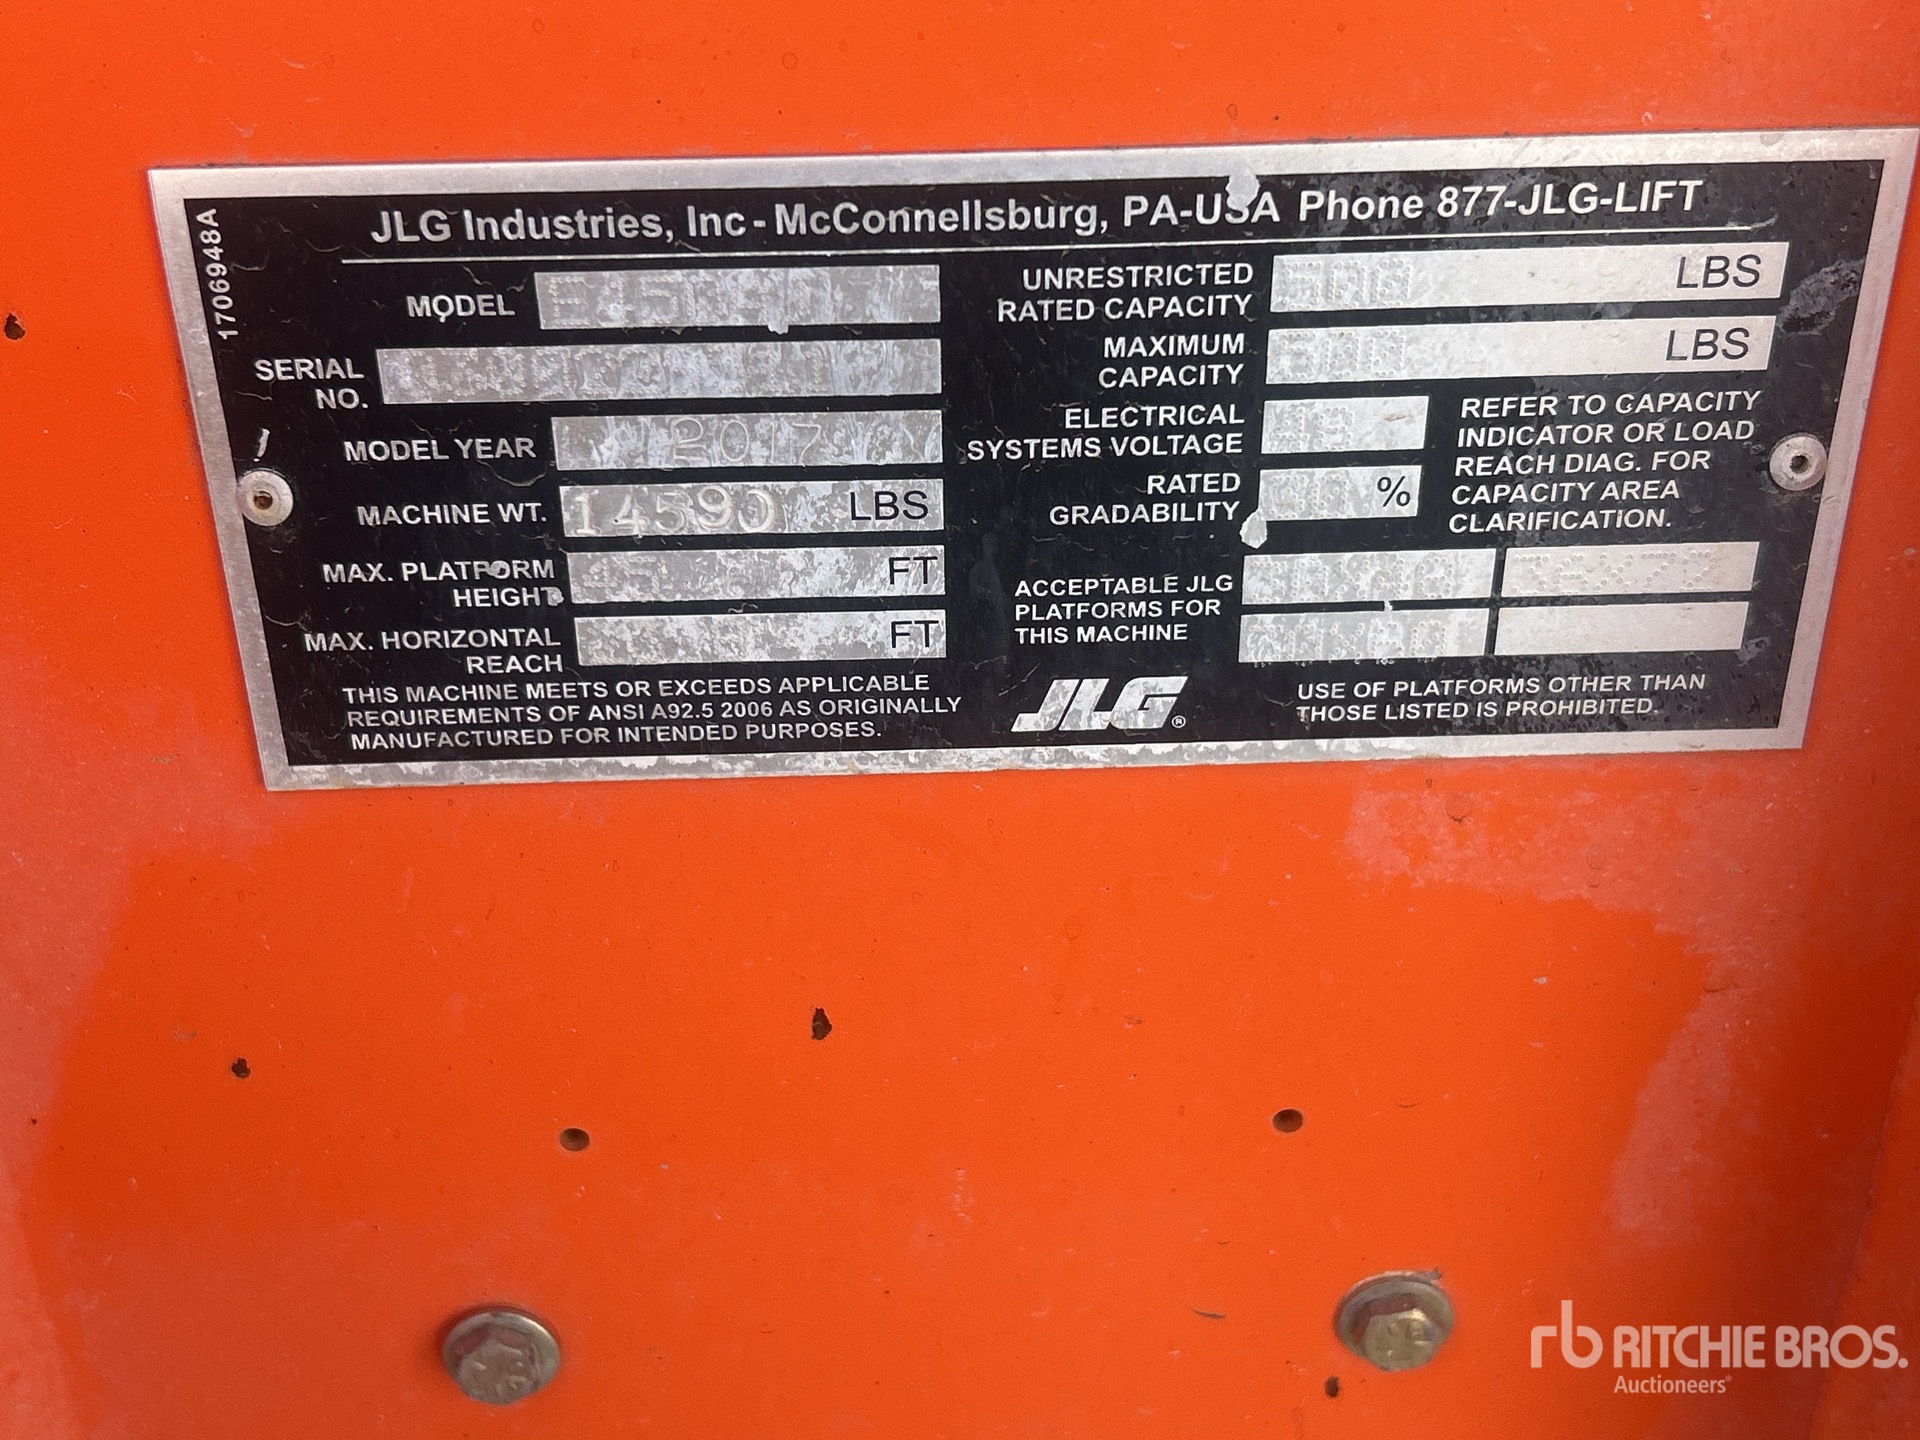 1706948A
JLG Industries, Inc - McConnellsburg, PA-USA Phone 877-JLG-LIFT
MODEL
SERIAL
NO.
MODEL YEAR 2017
MACHINE WT. 14590 LBS
MAX. PLATFORM
HEIGHT 45 FT
MAX. HORIZONTAL
REACH FT
THIS MACHINE MEETS OR EXCEEDS APPLICABLE
REQUIREMENTS OF ANSI A92.5 2006 AS ORIGINALLY
MANUFACTURED FOR INTENDED PURPOSES.
UNRESTRICTED
RATED CAPACITY 500 LBS
MAXIMUM
CAPACITY 500 LBS
ELECTRICAL
SYSTEMS VOLTAGE
RATED
GRADABILITY %
REFER TO CAPACITY
INDICATOR OR LOAD
REACH DIAG. FOR
CAPACITY AREA
CLARIFICATION.
ACCEPTABLE JLG
PLATFORMS FOR
THIS MACHINE
JLG®
USE OF PLATFORMS OTHER THAN
THOSE LISTED IS PROHIBITED.
rb RITCHIE BROS.
Auctioneers